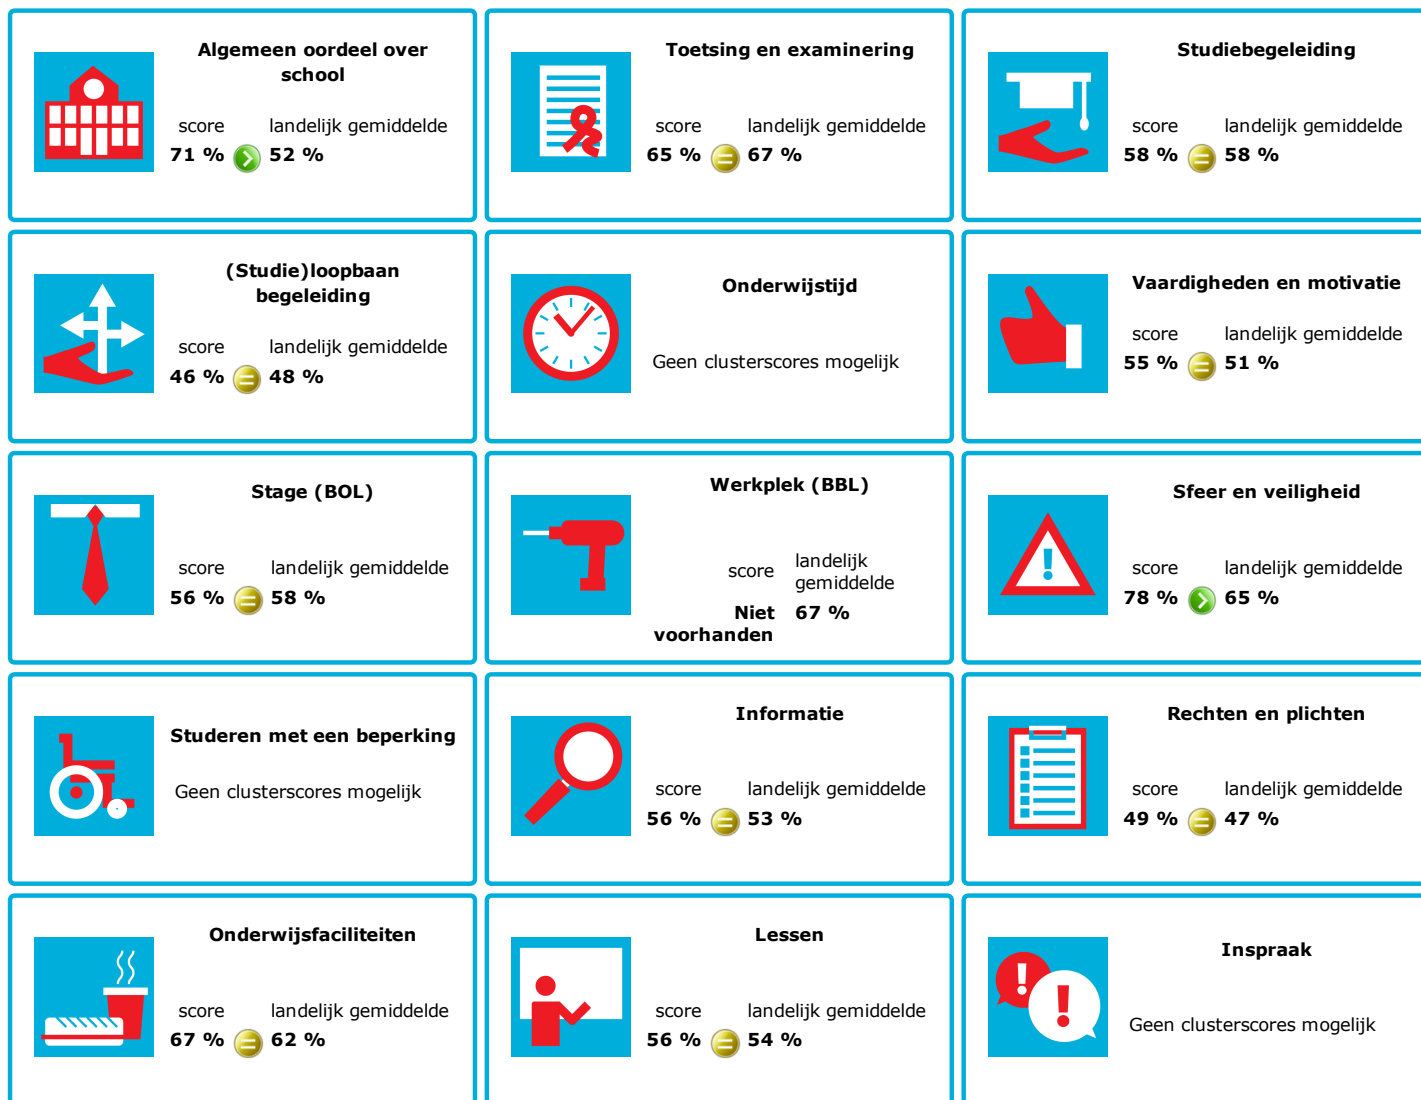 Algemeen oordeel over
school
score landelijk gemiddelde
71 % 52 %
Toetsing en examinering
score landelijk gemiddelde
65 % = 67 %
Studiebegeleiding
score landelijk gemiddelde
58 % = 58 %
(Studie)loopbaan
begeleiding
score landelijk gemiddelde
46 % = 48 %
Onderwijstijd
Geen clusterscores mogelijk
Vaardigheden en motivatie
score landelijk gemiddelde
55 % = 51 %
Stage (BOL)
score landelijk gemiddelde
56 % = 58 %
Werkplek (BBL)
score landelijk
gemiddelde
Niet 67 %
voorhanden
!
Sfeer en veiligheid
score landelijk gemiddelde
78 % 65 %
Studeren met een beperking
Geen clusterscores mogelijk
Informatie
score landelijk gemiddelde
56 % = 53 %
Rechten en plichten
score landelijk gemiddelde
49 % = 47 %
Onderwijsfaciliteiten
score landelijk gemiddelde
67 % = 62 %
Lessen
score landelijk gemiddelde
56 % = 54 %
! !
Inspraak
Geen clusterscores mogelijk